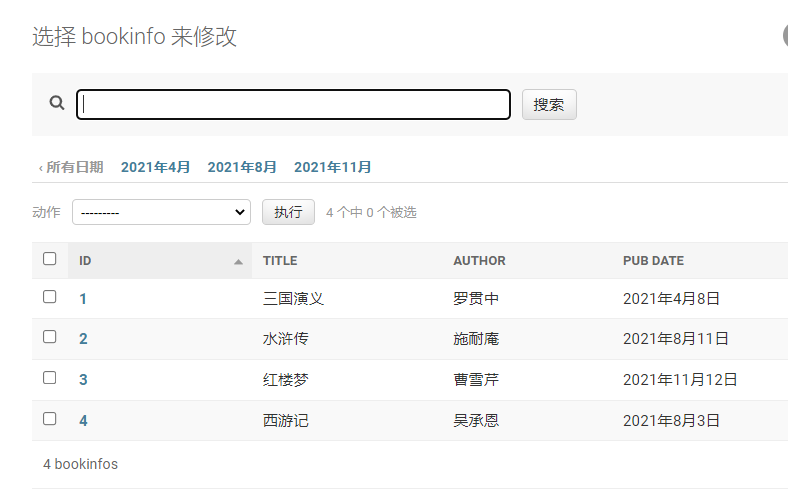 选择 bookinfo 来修改
搜索
‹ 所有日期 2021年4月 2021年8月 2021年11月
动作 --------- 执行 4 个中 0 个被选
ID TITLE AUTHOR PUB DATE
1 三国演义 罗贯中 2021年4月8日
2 水浒传 施耐庵 2021年8月11日
3 红楼梦 曹雪芹 2021年11月12日
4 西游记 吴承恩 2021年8月3日
4 bookinfos